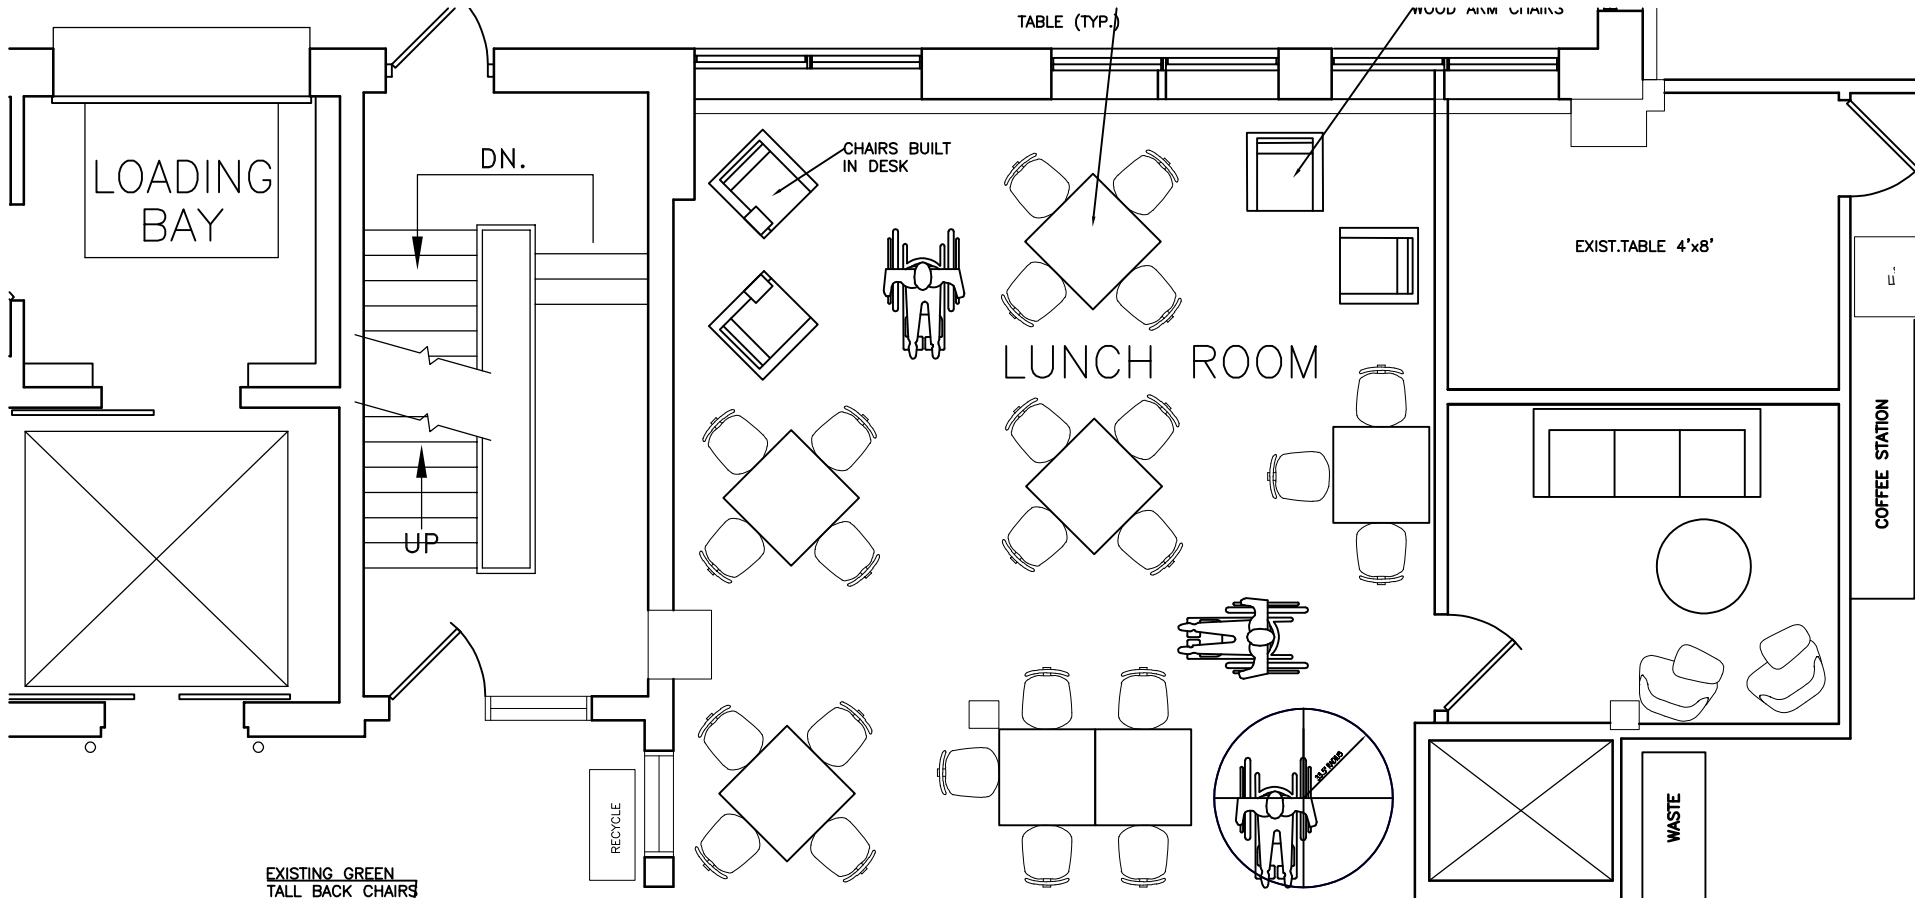 TABLE (TYP.)
WOOD ARM CHAIRS
LOADING
BAY
DN.
CHAIRS BUILT
IN DESK
EXIST.TABLE 4'x8'
LUNCH ROOM
COFFEE STATION
UP
RECYCLE
WASTE
EXISTING GREEN
TALL BACK CHAIRS